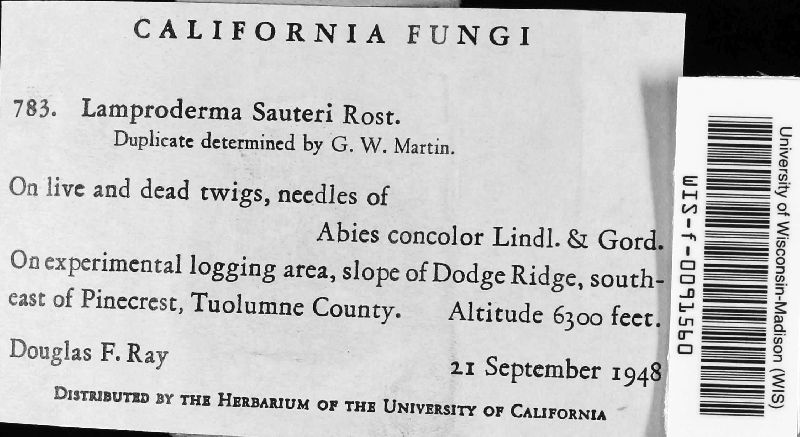 CALIFORNIA FUNGI
783. Lamproderma Sauteri Rost.
Duplicate determined by G. W. Martin.
On live and dead twigs, needles of
Abies concolor Lindl. & Gord.
On experimental logging area, slope of Dodge Ridge, south-
east of Pinecrest, Tuolumne County. Altitude 6300 feet.
Douglas F. Ray 21 September 1948
DISTRIBUTED BY THE HERBARIUM OF THE UNIVERSITY OF CALIFORNIA
University of Wisconsin-Madison (WIS)
WIS-f-0091560